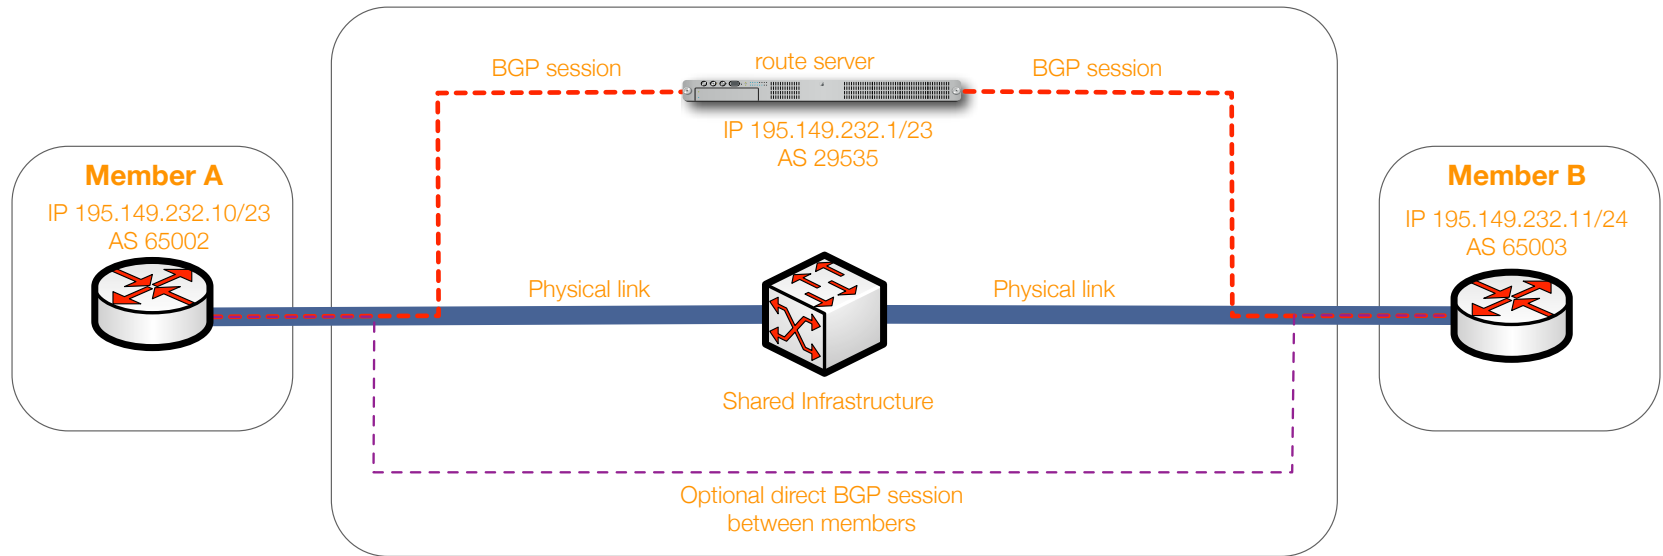 BGP session
route server
BGP session
IP 195.149.232.1/23
AS 29535
Member A
IP 195.149.232.10/23
AS 65002
Member B
IP 195.149.232.11/24
AS 65003
Physical link
Physical link
Shared Infrastructure
Optional direct BGP session
between members